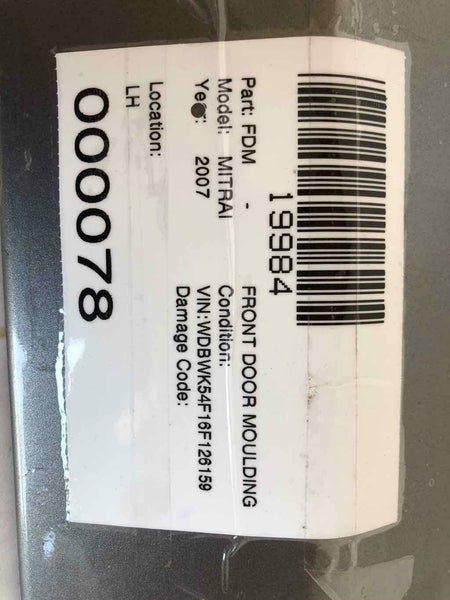 19984
Part: FDM - FRONT DOOR MOULDING
Model: MITRAI Condition:
Year: 2007 VIN:WDBWK54F16F126159
Damage Code:
Location:
LH
000078